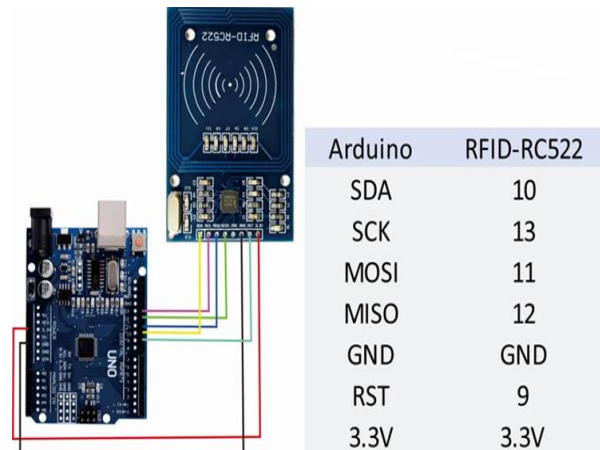 RFID-RC522
UNO
Arduino RFID-RC522
SDA 10
SCK 13
MOSI 11
MISO 12
GND GND
RST 9
3.3V 3.3V